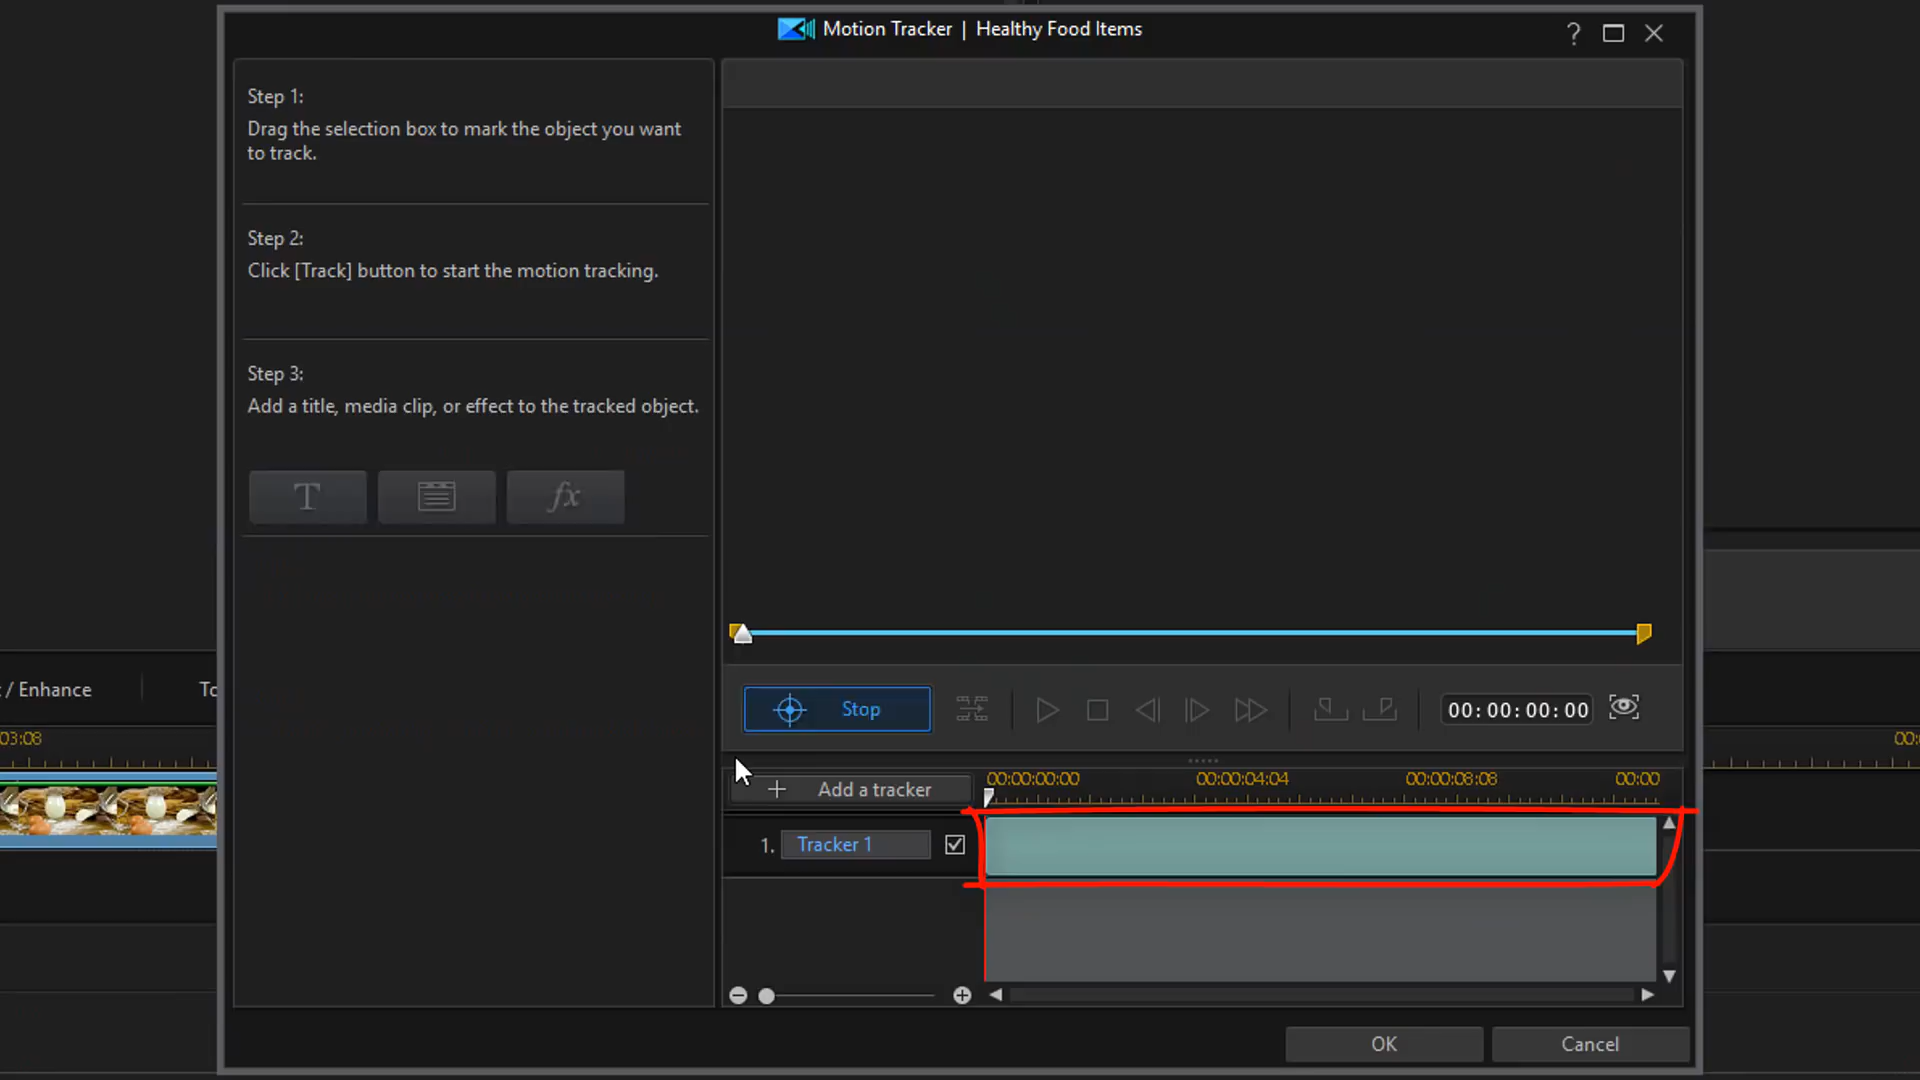 Motion Tracker | Healthy Food Items
?
Step 1:
Drag the selection box to mark the object you want
to track.
Step 2:
Click [Track] button to start the motion tracking.
Step 3:
Add a title, media clip, or effect to the tracked object.
T fx
Stop
00:00:00:00
/ Enhance
To
03:08
00:
Add a tracker
00:00:00:00 00:00:04:04 00:00:08:08 00:00
1. Tracker 1
OK Cancel